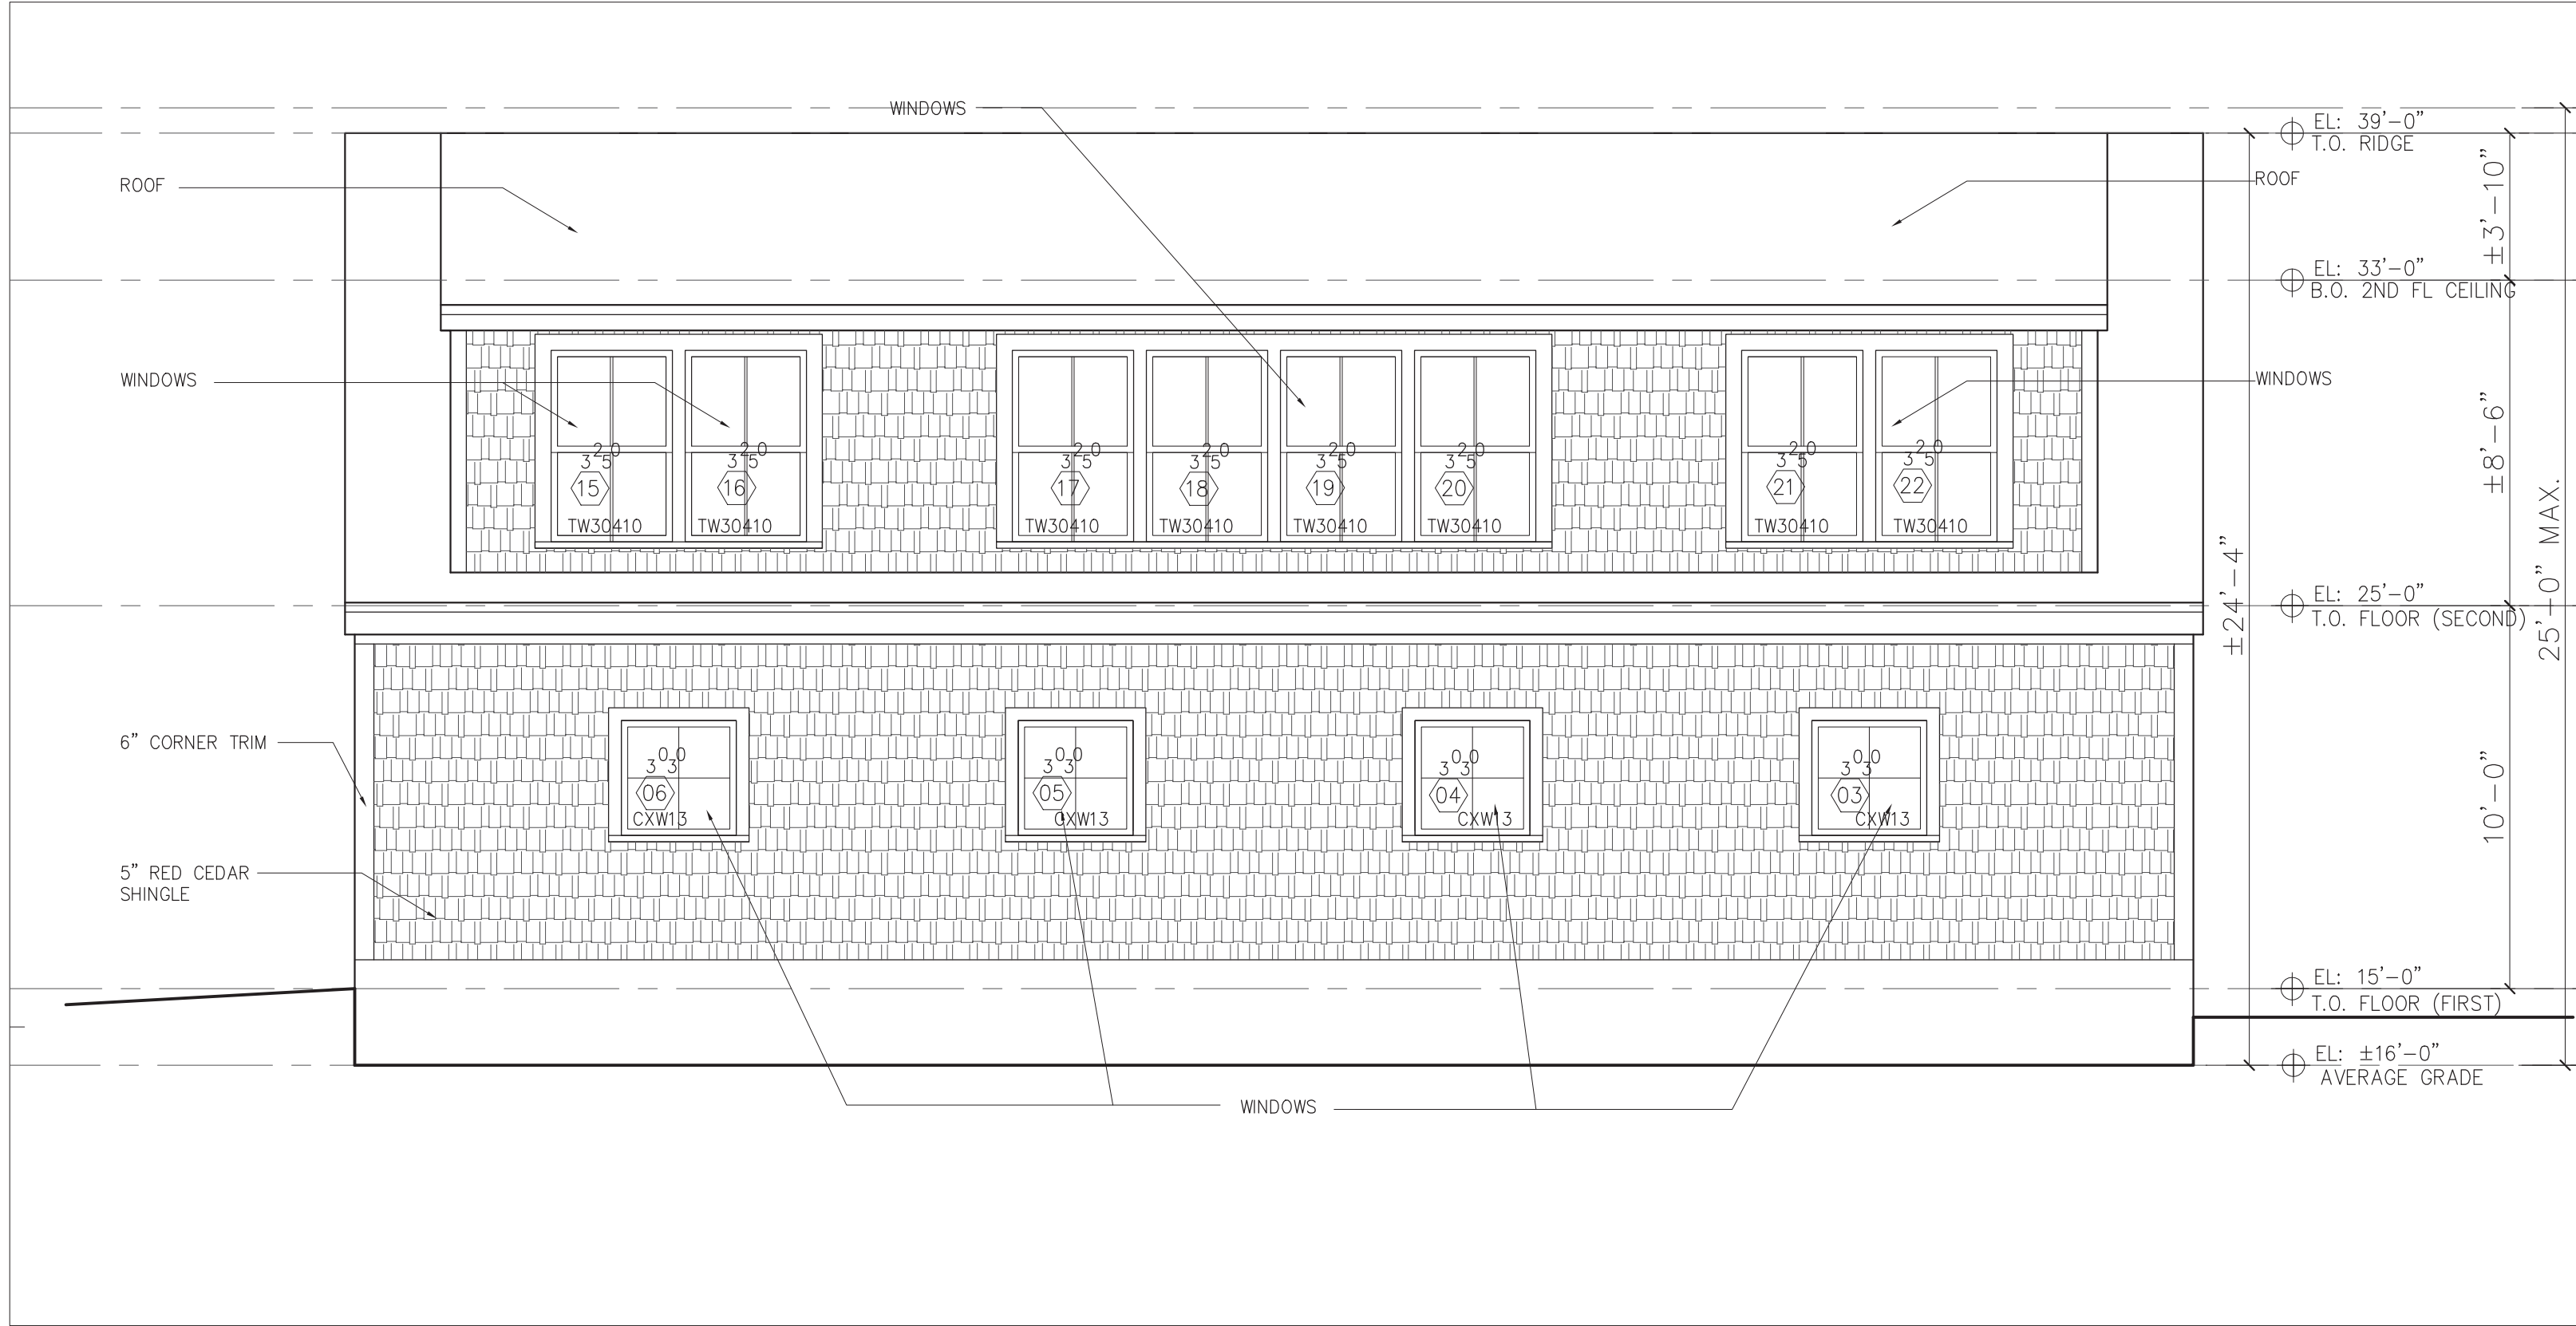 WINDOWS
EL: 39'-0"
T.O. RIDGE
ROOF
ROOF
±3'-10"
EL: 33'-0"
B.O. 2ND FL CEILING
WINDOWS
WINDOWS
±8'-6"
3 2 5 0
3 2 5 0
3 2 5 0
3 2 5 0
3 2 5 0
3 2 5 0
3 2 5 0
3 2 5 0
15
16
17
18
19
20
21
22
TW30410
TW30410
TW30410
TW30410
TW30410
TW30410
TW30410
TW30410
±24'-4"
25'-0" MAX.
EL: 25'-0"
T.O. FLOOR (SECOND)
6" CORNER TRIM
3 0 3 0
3 0 3 0
3 0 3 0
3 0 3 0
06
05
04
03
CXW13
CXW13
CXW13
CXW13
10'-0"
5" RED CEDAR
SHINGLE
EL: 15'-0"
T.O. FLOOR (FIRST)
EL: ±16'-0"
AVERAGE GRADE
WINDOWS